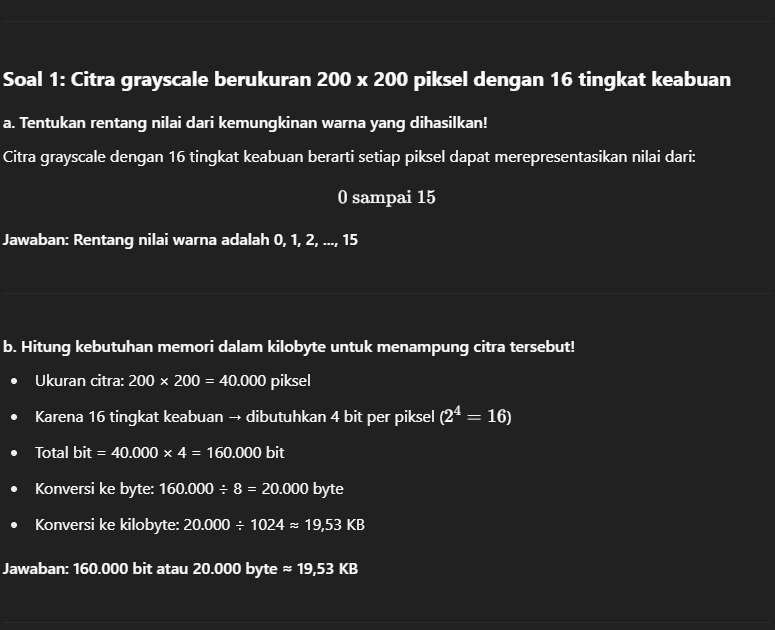 Soal 1: Citra grayscale berukuran 200 x 200 piksel dengan 16 tingkat keabuan
a. Tentukan rentang nilai dari kemungkinan warna yang dihasilkan!
Citra grayscale dengan 16 tingkat keabuan berarti setiap piksel dapat merepresentasikan nilai dari:
0 sampai 15
Jawaban: Rentang nilai warna adalah 0, 1, 2, ..., 15
b. Hitung kebutuhan memori dalam kilobyte untuk menampung citra tersebut!
• Ukuran citra: 200 × 200 = 40.000 piksel
• Karena 16 tingkat keabuan → dibutuhkan 4 bit per piksel (2⁴ = 16)
• Total bit = 40.000 × 4 = 160.000 bit
• Konversi ke byte: 160.000 ÷ 8 = 20.000 byte
• Konversi ke kilobyte: 20.000 ÷ 1024 ≈ 19,53 KB
Jawaban: 160.000 bit atau 20.000 byte ≈ 19,53 KB